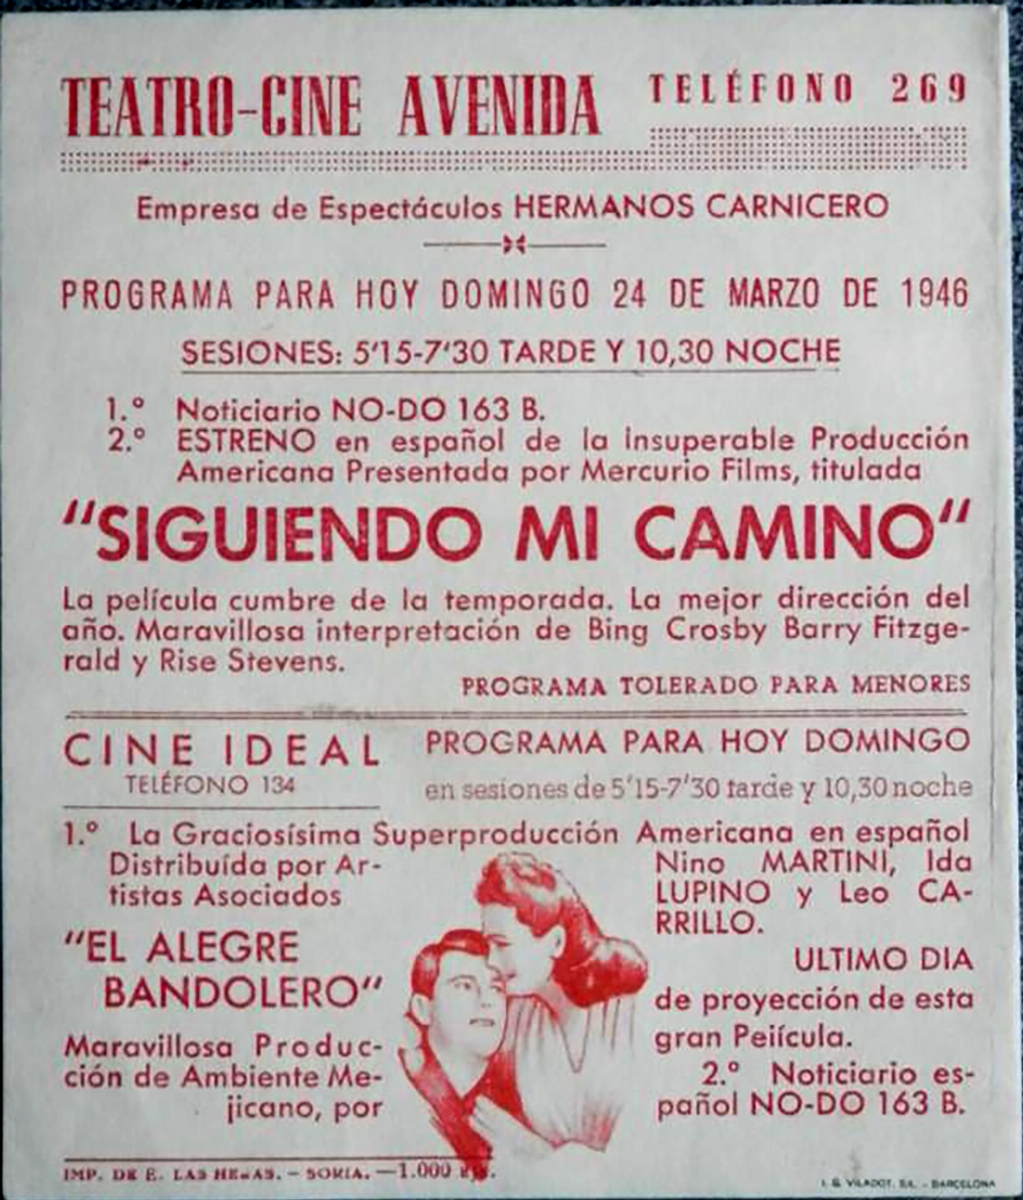 TEATRO-CINE AVENIDA TELÉFONO 269
Empresa de Espectáculos HERMANOS CARNICERO
PROGRAMA PARA HOY DOMINGO 24 DE MARZO DE 1946
SESIONES: 5'15-7'30 TARDE Y 10,30 NOCHE
1.º Noticiario NO-DO 163 B.
2.º ESTRENO en español de la insuperable Producción
Americana Presentada por Mercurio Films, titulada
"SIGUIENDO MI CAMINO"
La película cumbre de la temporada. La mejor dirección del
año. Maravillosa interpretación de Bing Crosby Barry Fitzge-
rald y Rise Stevens.
PROGRAMA TOLERADO PARA MENORES
CINE IDEAL
TELÉFONO 134
PROGRAMA PARA HOY DOMINGO
en sesiones de 5'15-7'30 tarde y 10,30 noche
1.º La Graciosísima Superproducción Americana en español
Distribuída por Ar-
tistas Asociados
"EL ALEGRE
BANDOLERO"
Maravillosa Produc-
ción de Ambiente Me-
jicano, por
Nino MARTINI, Ida
LUPINO y Leo CA-
RRILLO.
ULTIMO DIA
de proyección de esta
gran Peiícula.
2.º Noticiario es-
pañol NO-DO 163 B.
IMP. DE E. LAS HERAS. - SORIA. -1.000
I. G. VILADOT. S.L. - BARCELONA